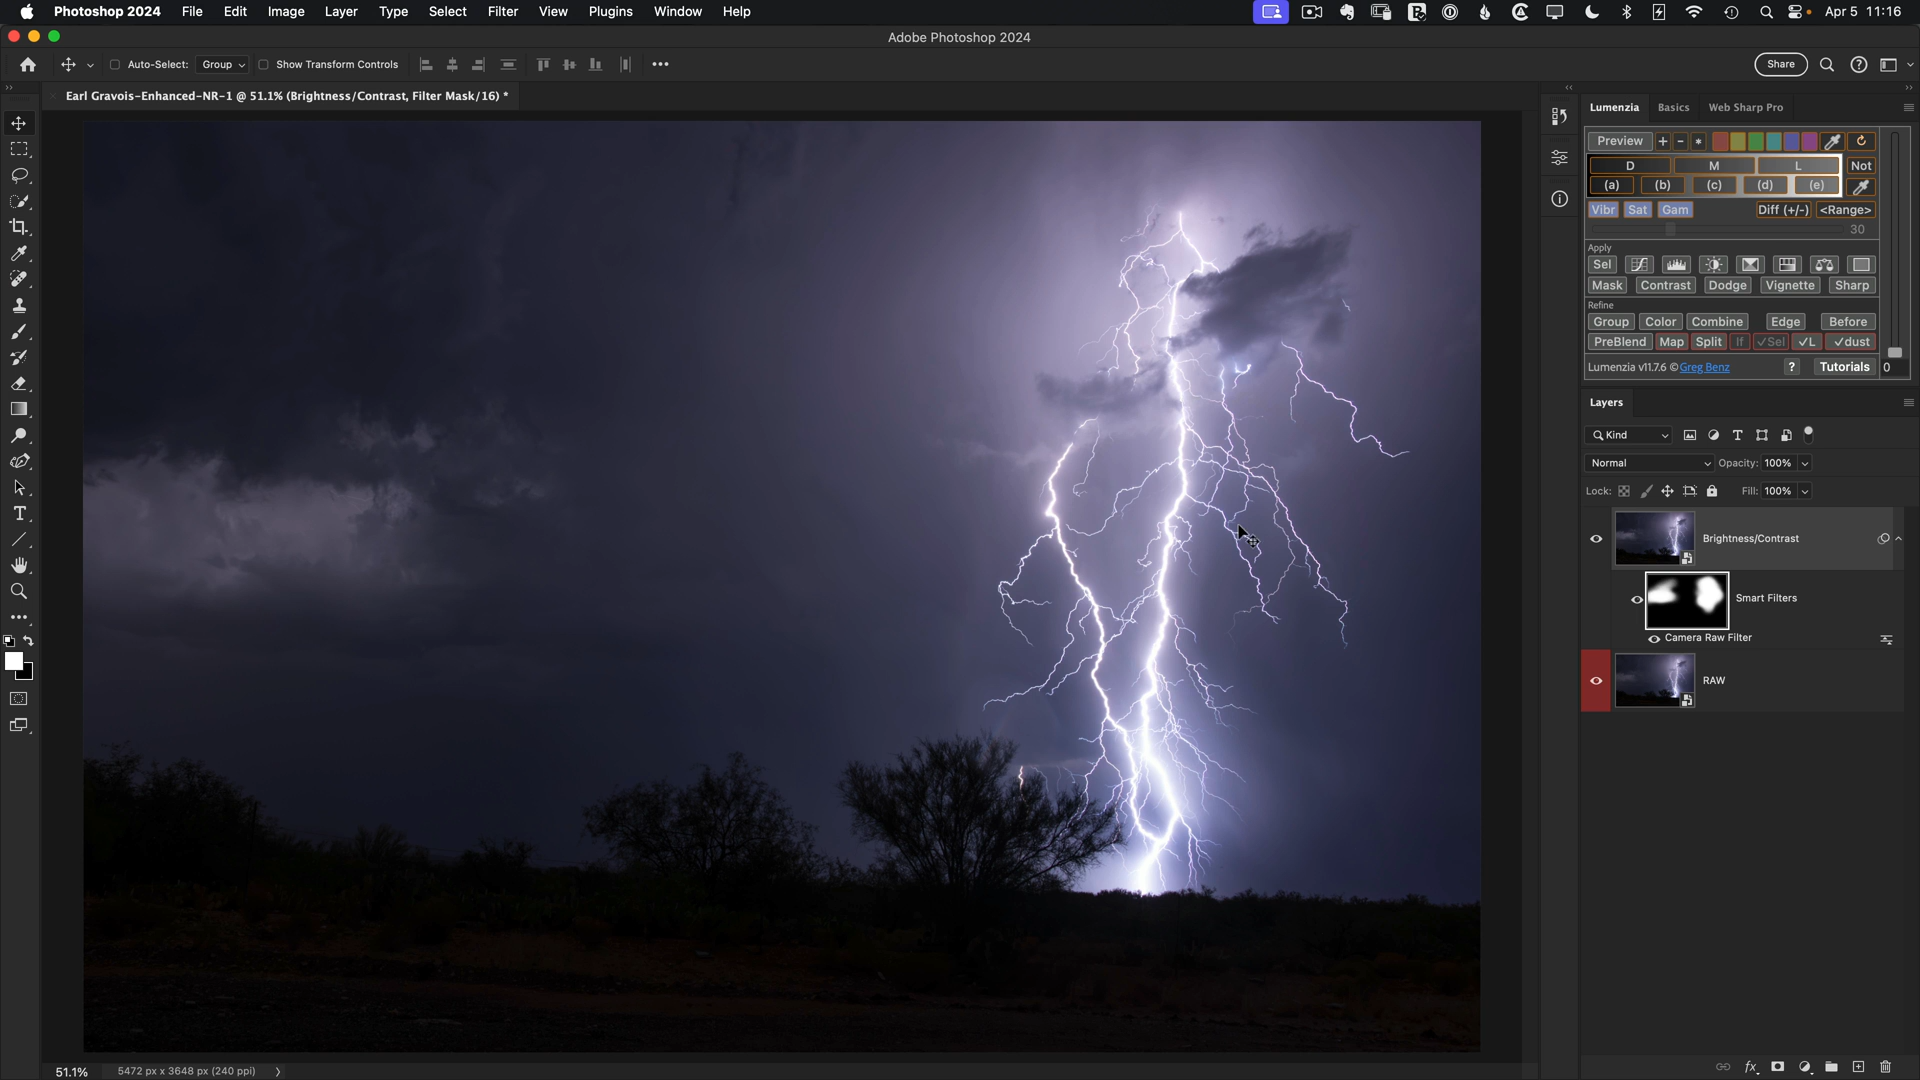 Photoshop 2024 File Edit Image Layer Type Select Filter View Plugins Window Help Apr 5 11:16
Adobe Photoshop 2024
Auto-Select: Group Show Transform Controls Share
Earl Gravois-Enhanced-NR-1 @ 51.1% (Brightness/Contrast, Filter Mask/16) *
Lumenzia Basics Web Sharp Pro
Preview + - *
D M L Not
(a) (b) (c) (d) (e)
Vibr Sat Gam Diff (+/-) <Range>
30
Apply
Sel
Mask Contrast Dodge Vignette Sharp
Refine
Group Color Combine Edge Before
PreBlend Map Split If ✓Sel ✓L ✓dust
Lumenzia v11.7.6 © Greg Benz ? Tutorials 0
Layers
Kind
Normal Opacity: 100%
Lock: Fill: 100%
Brightness/Contrast
Smart Filters
Camera Raw Filter
RAW
51.1% 5472 px x 3648 px (240 ppi)